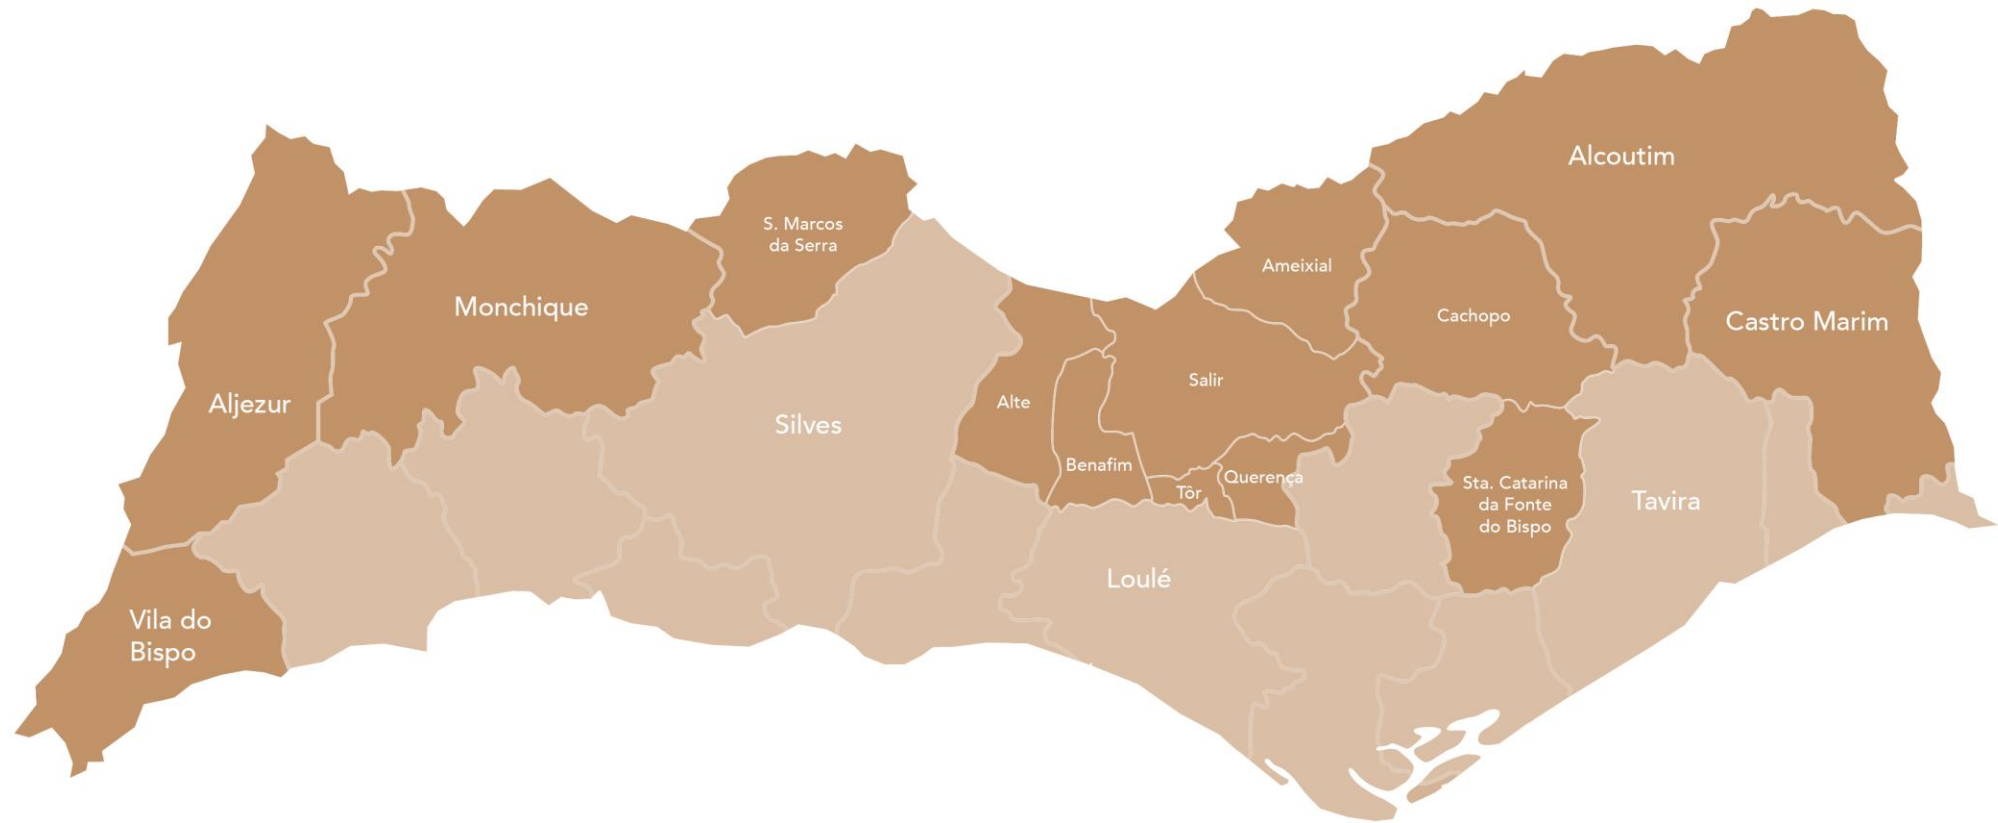 Alcoutim
S. Marcos
da Serra
Ameixial
Monchique
Cachopo
Castro Marim
Aljezur
Silves
Alte
Salir
Benafim
Tôr
Querença
Sta. Catarina
da Fonte
do Bispo
Tavira
Loulé
Vila do
Bispo